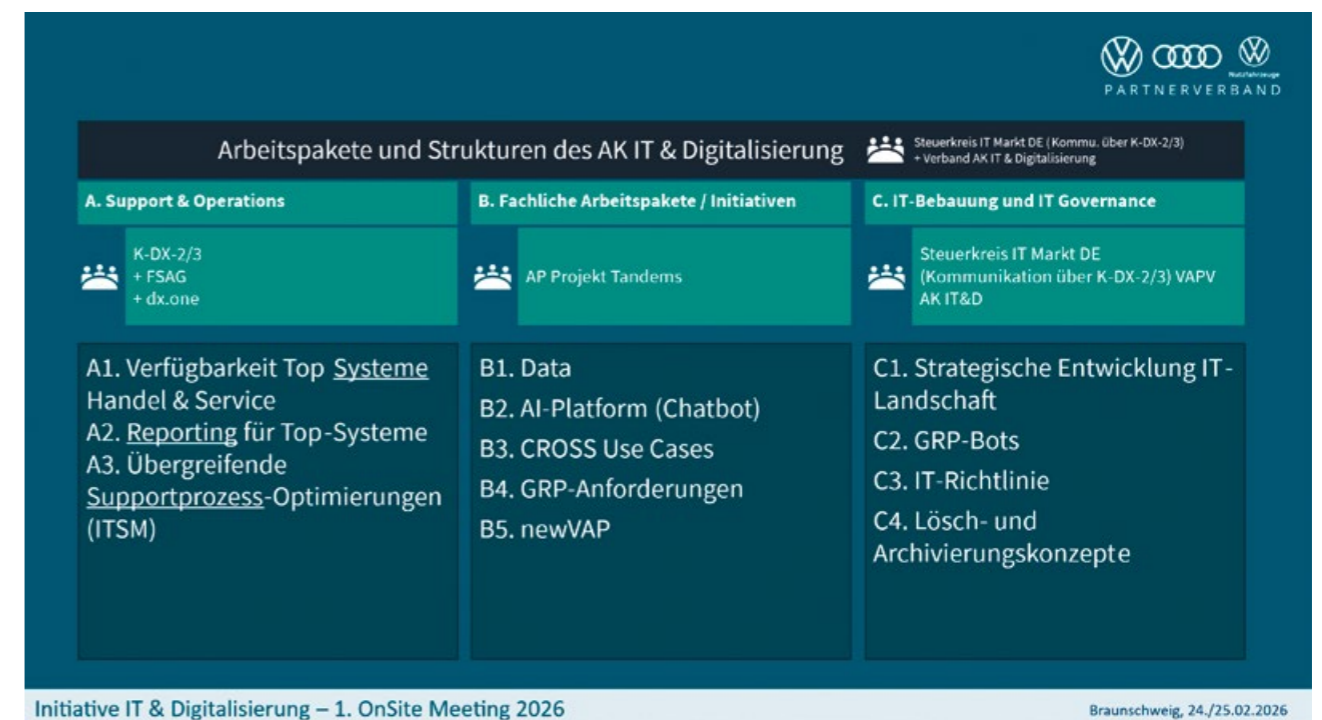 Nutzfahrzeuge
PARTNERVERBAND
Arbeitspakete und Strukturen des AK IT & Digitalisierung
Steuerkreis IT Markt DE (Kommu. über K-DX-2/3)
+ Verband AK IT & Digitalisierung
A. Support & Operations
K-DX-2/3
+ FSAG
+ dx.one
A1. Verfügbarkeit Top Systeme
Handel & Service
A2. Reporting für Top-Systeme
A3. Übergreifende
Supportprozess-Optimierungen
(ITSM)
B. Fachliche Arbeitspakete / Initiativen
AP Projekt Tandems
B1. Data
B2. AI-Platform (Chatbot)
B3. CROSS Use Cases
B4. GRP-Anforderungen
B5. newVAP
C. IT-Bebauung und IT Governance
Steuerkreis IT Markt DE
(Kommunikation über K-DX-2/3) VAPV
AK IT&D
C1. Strategische Entwicklung IT-
Landschaft
C2. GRP-Bots
C3. IT-Richtlinie
C4. Lösch- und
Archivierungskonzepte
Initiative IT & Digitalisierung – 1. OnSite Meeting 2026
Braunschweig, 24./25.02.2026